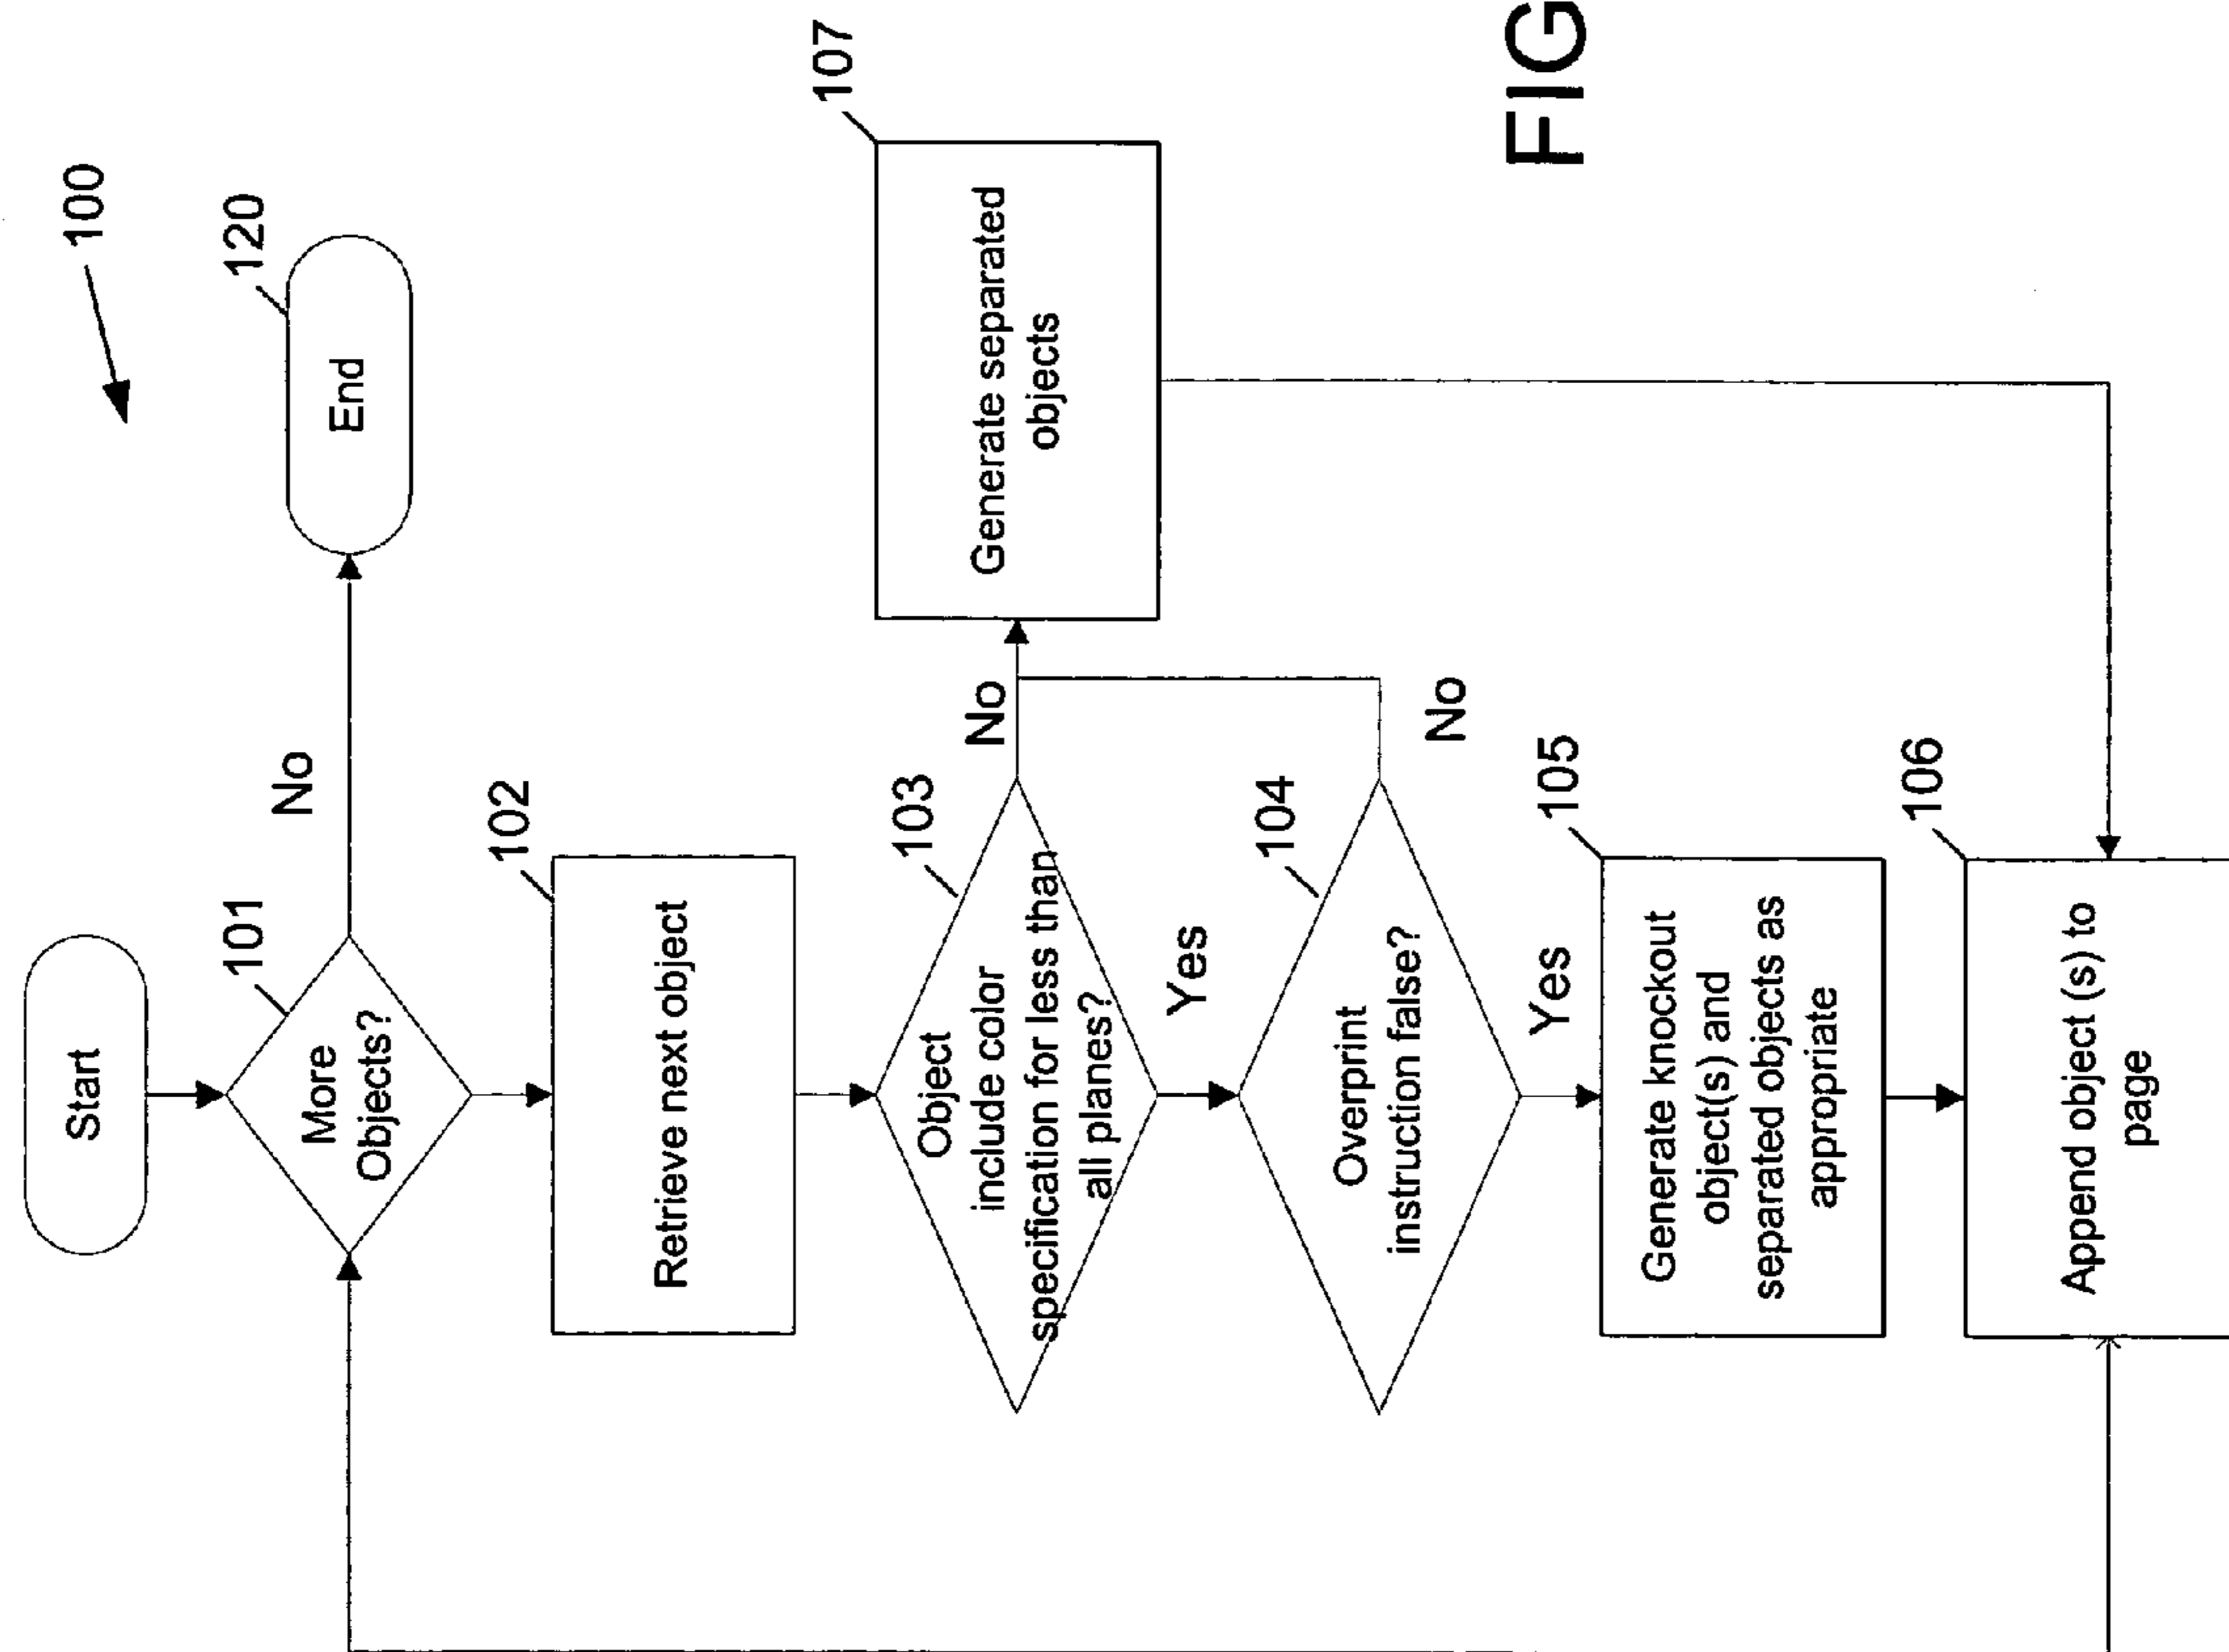 100
Start
101
More
Objects?
No
120
End
102
Retrieve next object
103
Object
include color
specification for less than
all planes?
No
107
Generate separated
objects
Yes
104
Overprint
instruction false?
No
Yes
105
Generate knockout
object(s) and
separated objects as
appropriate
106
Append object (s) to
page
FIG